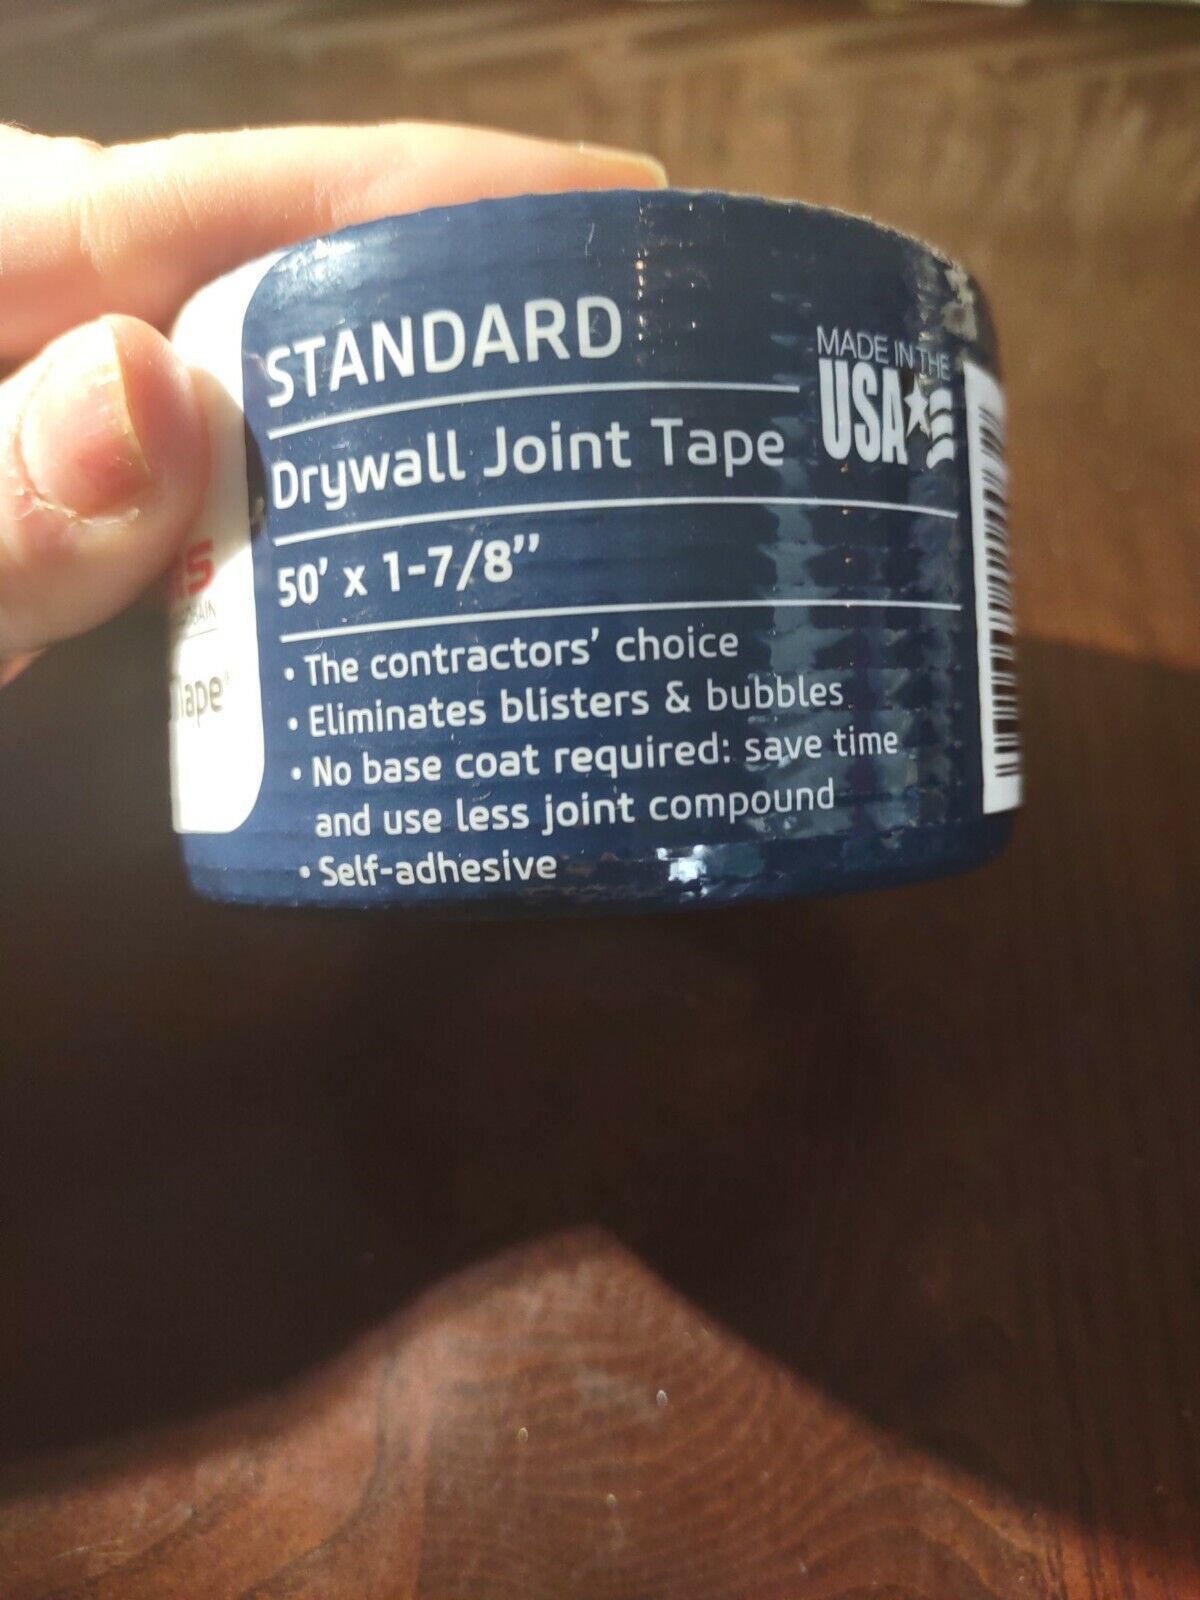 STANDARD
Drywall Joint Tape
50' x 1-7/8"
MADE IN THE
USA
• The contractors' choice
• Eliminates blisters & bubbles
• No base coat required: save time
and use less joint compound
• Self-adhesive
Tape®